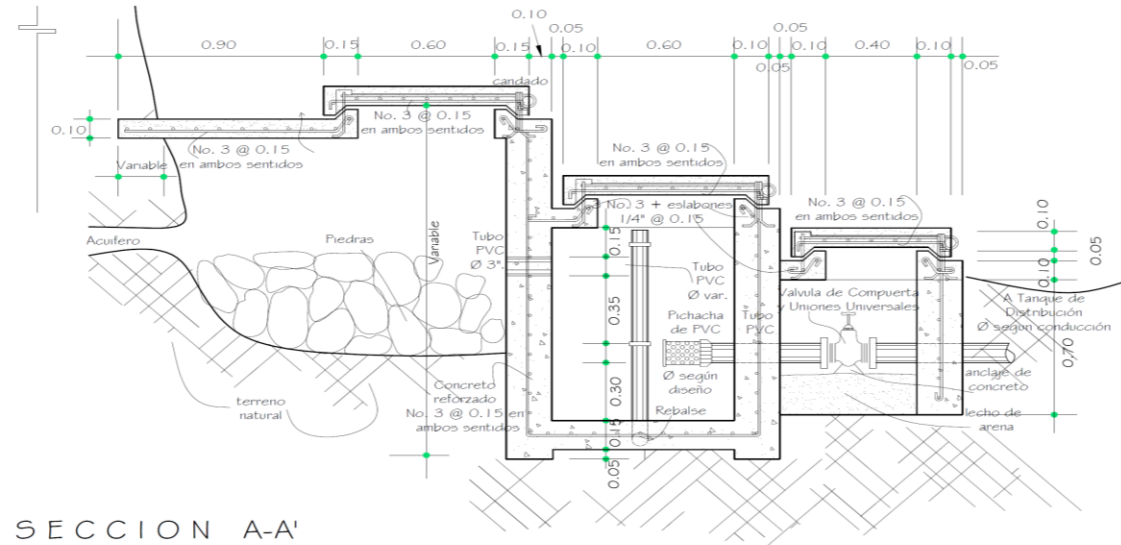 0.10
0.05
0.05
0.90
0.15
0.60
0.15
0.10
0.60
0.10
0.10
0.40
0.10
0.05
0.05
candado
0.10
No. 3 @ 0.15
en ambos sentidos
No. 3 @ 0.15
en ambos sentidos
Variable
No. 3 @ 0.15
en ambos sentidos
3 No. 3 + eslabones
1/4" @ 0.15
No. 3 @ 0.15
en ambos sentidos
0.10
0.05
0.10
Acuifero
Piedras
Variable
Tubo
PVC
Ø 3".
0.15
Tubo
PVC
Ø var.
Valvula de Compuerta
y Uniones Universales
A Tanque de
Distribución
Ø según conducción
0.35
Pichacha
de PVC
Tubo
PVC
0.70
Ø según
diseño
0.30
Concreto
reforzado
No. 3 @ 0.15 en
ambos sentidos
terreno
natural
Rebalse
anclaje de
concreto
lecho de
arena
0.15
0.05
SECCION A-A'